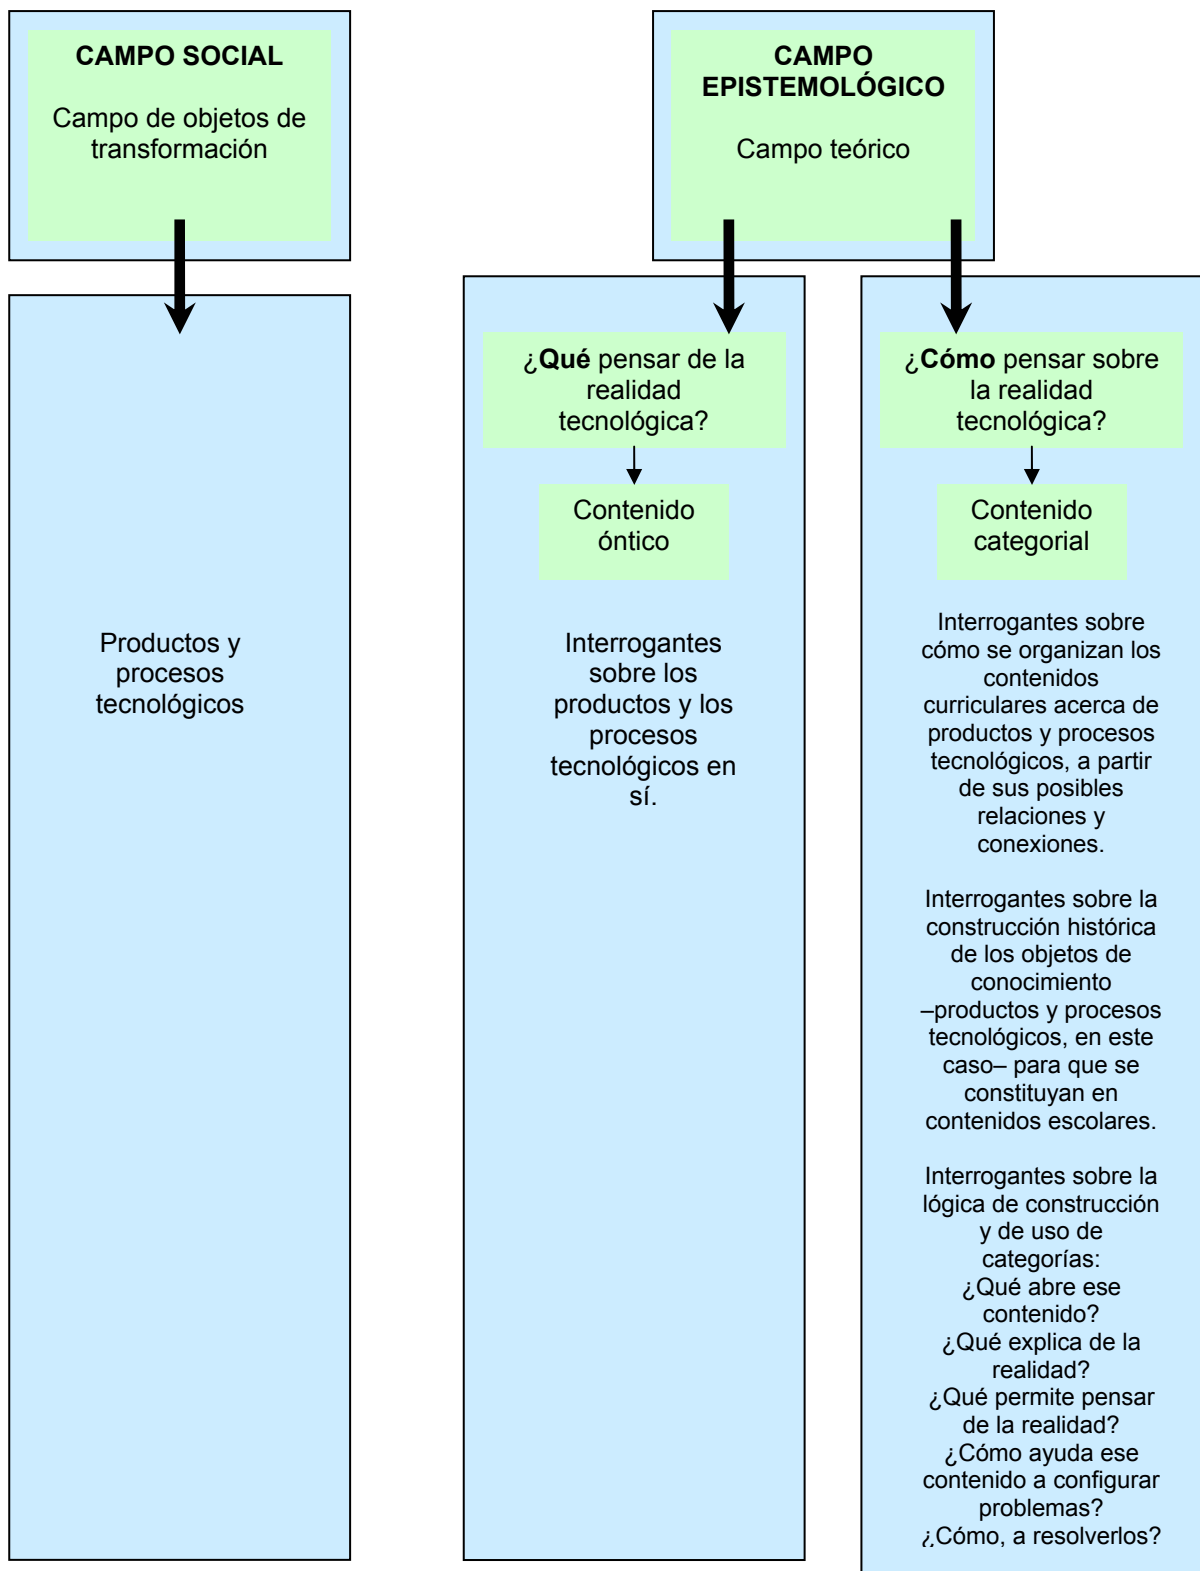 CAMPO SOCIAL
Campo de objetos de
transformación
Productos y
procesos
tecnológicos
CAMPO
EPISTEMOLÓGICO
Campo teórico
¿Qué pensar de la
realidad
tecnológica?
Contenido
óntico
Interrogantes
sobre los
productos y los
procesos
tecnológicos en
sí.
¿Cómo pensar sobre
la realidad
tecnológica?
Contenido
categorial
Interrogantes sobre
cómo se organizan los
contenidos
curriculares acerca de
productos y procesos
tecnológicos, a partir
de sus posibles
relaciones y
conexiones.
Interrogantes sobre la
construcción histórica
de los objetos de
conocimiento
–productos y procesos
tecnológicos, en este
caso– para que se
constituyan en
contenidos escolares.
Interrogantes sobre la
lógica de construcción
y de uso de
categorías:
¿Qué abre ese
contenido?
¿Qué explica de la
realidad?
¿Qué permite pensar
de la realidad?
¿Cómo ayuda ese
contenido a configurar
problemas?
¿Cómo, a resolverlos?